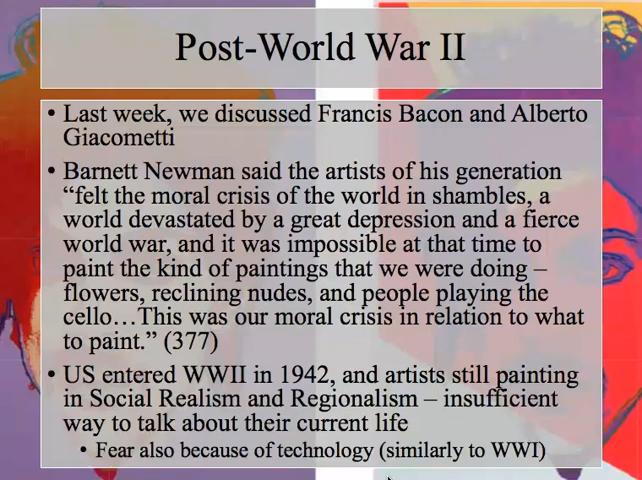 Post-World War II
• Last week, we discussed Francis Bacon and Alberto
Giacometti
• Barnett Newman said the artists of his generation
“felt the moral crisis of the world in shambles, a
world devastated by a great depression and a fierce
world war, and it was impossible at that time to
paint the kind of paintings that we were doing –
flowers, reclining nudes, and people playing the
cello…This was our moral crisis in relation to what
to paint.” (377)
• US entered WWII in 1942, and artists still painting
in Social Realism and Regionalism – insufficient
way to talk about their current life
• Fear also because of technology (similarly to WWI)